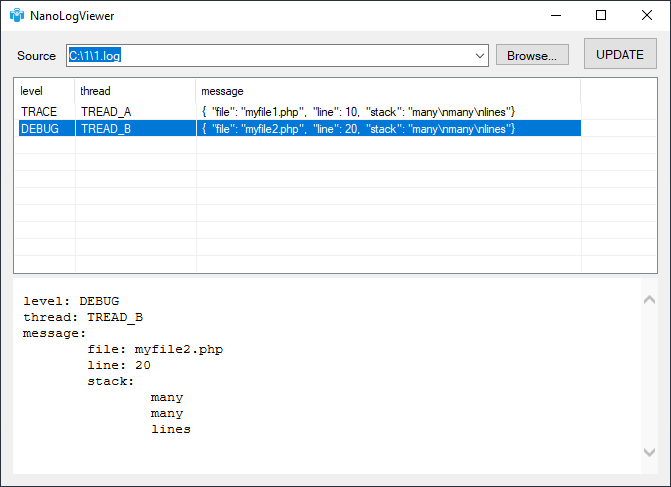 NanoLogViewer
Source C:\1\1.log Browse... UPDATE
level thread message
TRACE TREAD_A { "file": "myfile1.php", "line": 10, "stack": "many\nmany\nlines"}
DEBUG TREAD_B { "file": "myfile2.php", "line": 20, "stack": "many\nmany\nlines"}
level: DEBUG
thread: TREAD_B
message:
file: myfile2.php
line: 20
stack:
many
many
lines